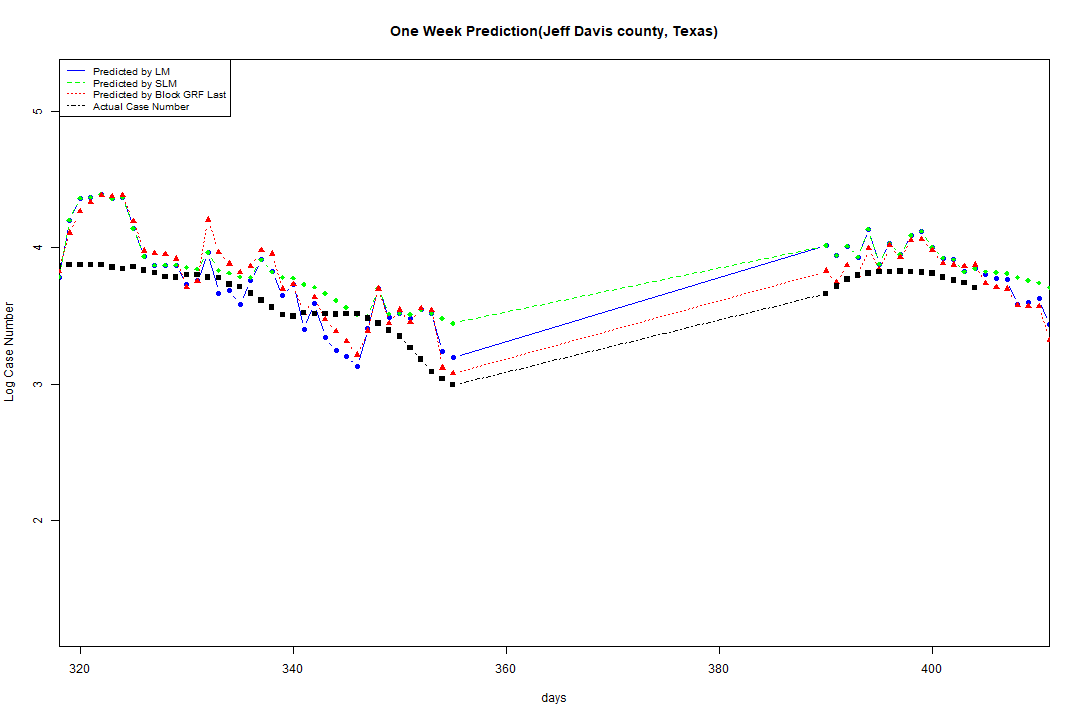 One Week Prediction(Jeff Davis county, Texas)
Predicted by LM
Predicted by SLM
Predicted by Block GRF Last
Actual Case Number
5
4
3
2
Log Case Number
320 340 360 380 400
days